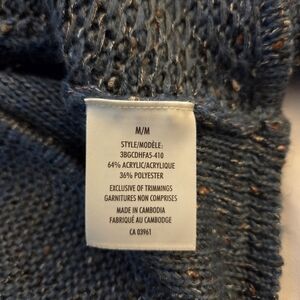 M/M
STYLE/MODÈLE:
3BGCDHFA5-410
64% ACRYLIC/ACRYLIQUE
36% POLYESTER
EXCLUSIVE OF TRIMMINGS
GARNITURES NON COMPRISES
MADE IN CAMBODIA
FABRIQUÉ AU CAMBODGE
CA 03961